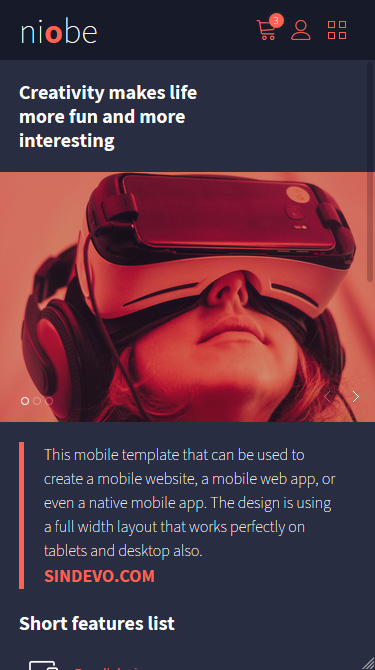 niobe
3
Creativity makes life
more fun and more
interesting
This mobile template that can be used to
create a mobile website, a mobile web app, or
even a native mobile app. The design is using
a full width layout that works perfectly on
tablets and desktop also.
SINDEVO.COM
Short features list